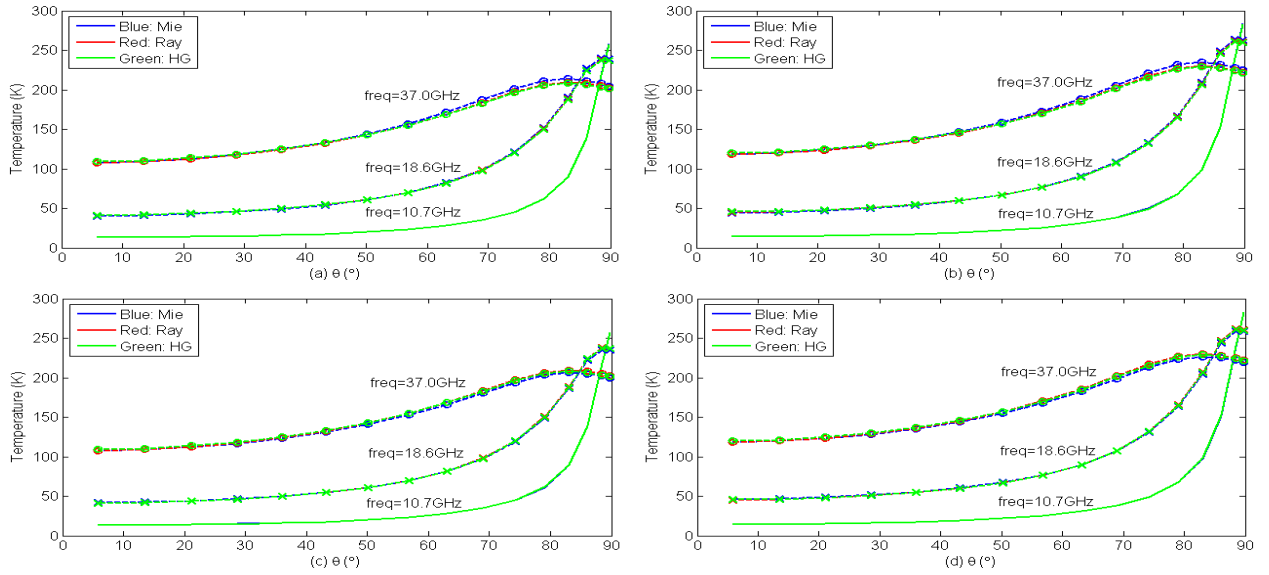 300
250
200
150
100
50
0
Temperature (K)
Blue: Mie
Red: Ray
Green: HG
freq=37.0GHz
freq=18.6GHz
freq=10.7GHz
0 10 20 30 40 50 60 70 80 90
(a) θ (°)
300
250
200
150
100
50
0
Temperature (K)
Blue: Mie
Red: Ray
Green: HG
freq=37.0GHz
freq=18.6GHz
freq=10.7GHz
0 10 20 30 40 50 60 70 80 90
(b) θ (°)
300
250
200
150
100
50
0
Temperature (K)
Blue: Mie
Red: Ray
Green: HG
freq=37.0GHz
freq=18.6GHz
freq=10.7GHz
0 10 20 30 40 50 60 70 80 90
(c) θ (°)
300
250
200
150
100
50
0
Temperature (K)
Blue: Mie
Red: Ray
Green: HG
freq=37.0GHz
freq=18.6GHz
freq=10.7GHz
0 10 20 30 40 50 60 70 80 90
(d) θ (°)